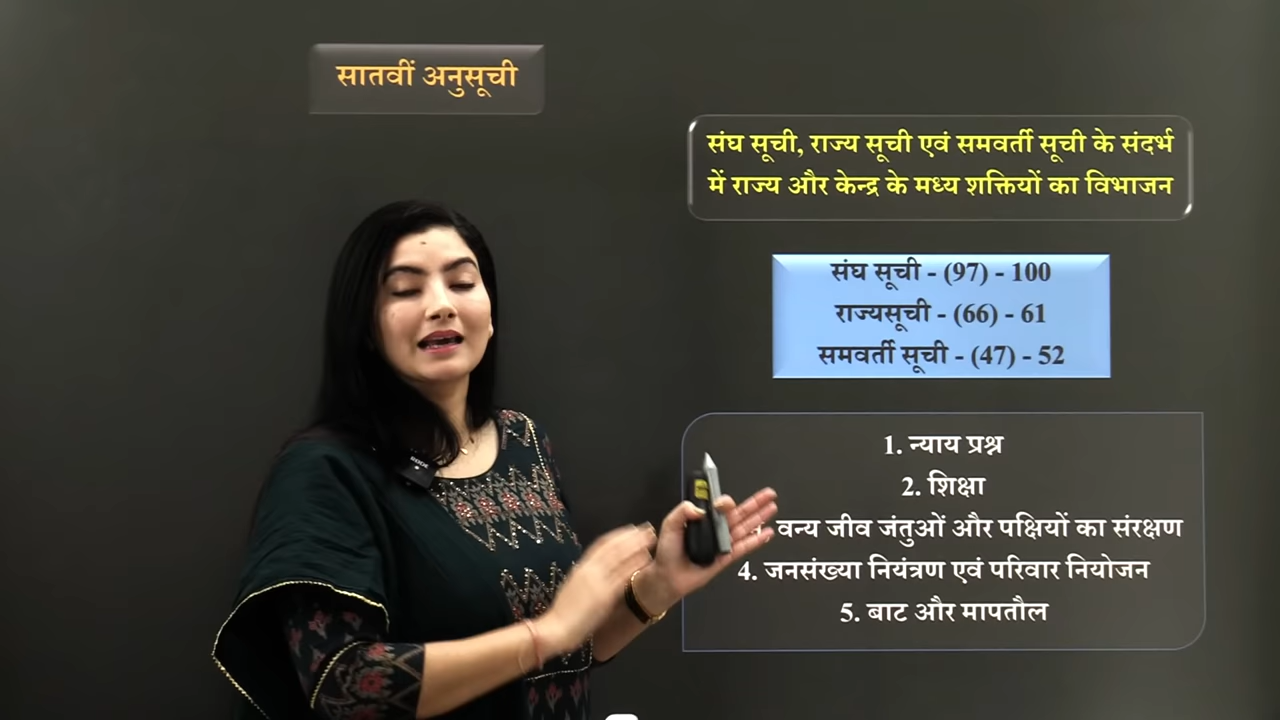 सातवीं अनुसूची
संघ सूची, राज्य सूची एवं समवर्ती सूची के संदर्भ
में राज्य और केन्द्र के मध्य शक्तियों का विभाजन
संघ सूची - (97) - 100
राज्यसूची - (66) - 61
समवर्ती सूची - (47) - 52
1. न्याय प्रश्न
2. शिक्षा
वन्य जीव जंतुओं और पक्षियों का संरक्षण
4. जनसंख्या नियंत्रण एवं परिवार नियोजन
5. बाट और मापतौल